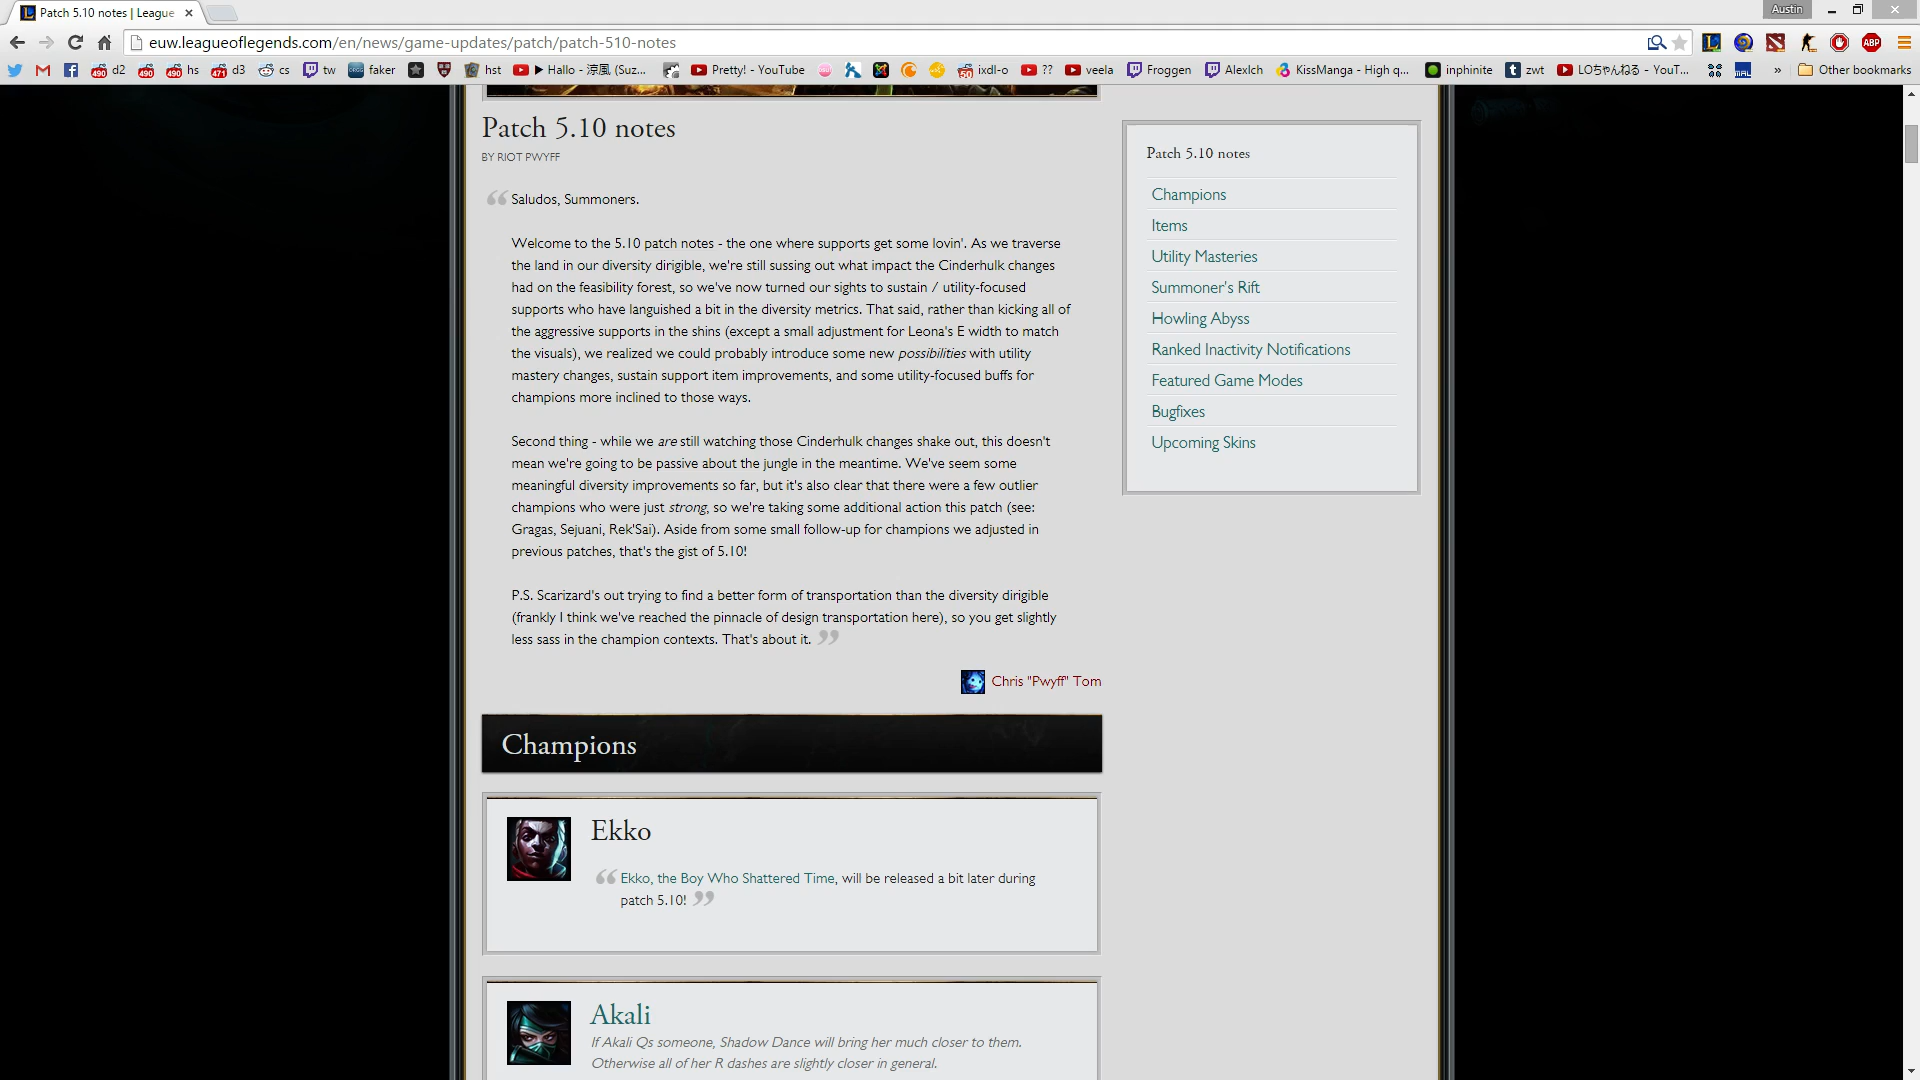 Patch 5.10 notes | League
Austin
euw.leagueoflegends.com/en/news/game-updates/patch/patch-510-notes
ABP
490 d2 490 490 hs 471 d3 cs tw faker hst ▶ Hallo - 涼風 (Suz... Pretty! - YouTube 50 ixdl-o ?? veela Froggen AlexIch KissManga - High q... inphinite zwt LOちゃんねる - YouT... MAL » Other bookmarks
Patch 5.10 notes
BY RIOT PWYFF
Saludos, Summoners.
Welcome to the 5.10 patch notes - the one where supports get some lovin'. As we traverse
the land in our diversity dirigible, we're still sussing out what impact the Cinderhulk changes
had on the feasibility forest, so we've now turned our sights to sustain / utility-focused
supports who have languished a bit in the diversity metrics. That said, rather than kicking all of
the aggressive supports in the shins (except a small adjustment for Leona's E width to match
the visuals), we realized we could probably introduce some new possibilities with utility
mastery changes, sustain support item improvements, and some utility-focused buffs for
champions more inclined to those ways.
Second thing - while we are still watching those Cinderhulk changes shake out, this doesn't
mean we're going to be passive about the jungle in the meantime. We've seem some
meaningful diversity improvements so far, but it's also clear that there were a few outlier
champions who were just strong, so we're taking some additional action this patch (see:
Gragas, Sejuani, Rek'Sai). Aside from some small follow-up for champions we adjusted in
previous patches, that's the gist of 5.10!
P.S. Scarizard's out trying to find a better form of transportation than the diversity dirigible
(frankly I think we've reached the pinnacle of design transportation here), so you get slightly
less sass in the champion contexts. That's about it.
Chris "Pwyff" Tom
Champions
Ekko
Ekko, the Boy Who Shattered Time, will be released a bit later during
patch 5.10!
Akali
If Akali Qs someone, Shadow Dance will bring her much closer to them.
Otherwise all of her R dashes are slightly closer in general.
Patch 5.10 notes
Champions
Items
Utility Masteries
Summoner's Rift
Howling Abyss
Ranked Inactivity Notifications
Featured Game Modes
Bugfixes
Upcoming Skins